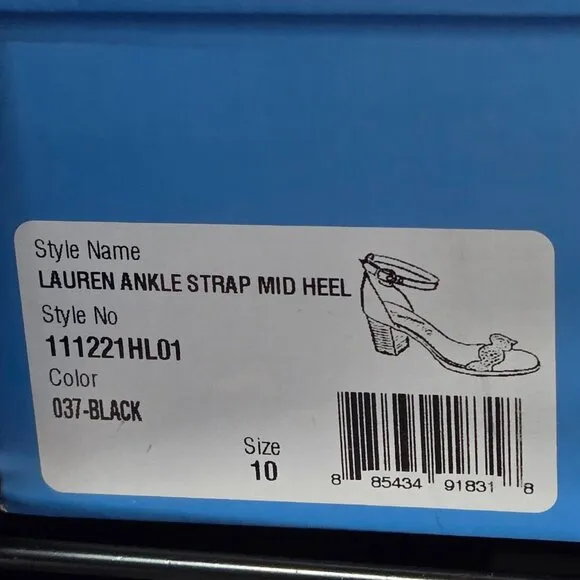 Style Name
LAUREN ANKLE STRAP MID HEEL
Style No
111221HL01
Color
037-BLACK
Size
10
8 85434 91831 8